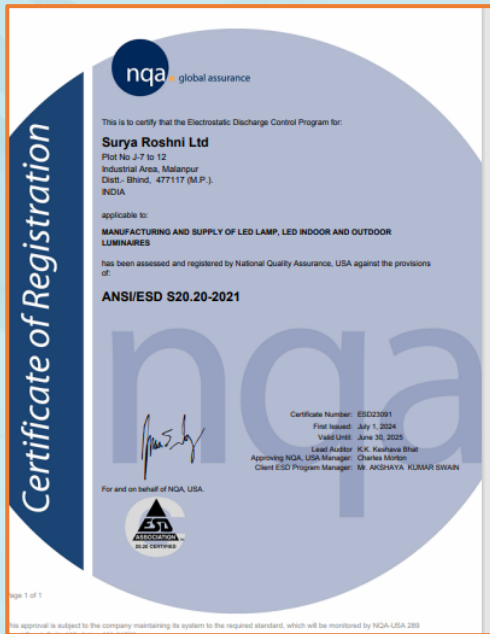 Certificate of Registration
nqa. global assurance
This is to certify that the Electrostatic Discharge Control Program for:
Surya Roshni Ltd
Plot No J-7 to 12
Industrial Area, Malanpur
Distt.- Bhind, 477117 (M.P.).
INDIA
applicable to:
MANUFACTURING AND SUPPLY OF LED LAMP, LED INDOOR AND OUTDOOR
LUMINAIRES
has been assessed and registered by National Quality Assurance, USA against the provisions
of:
ANSI/ESD S20.20-2021
nqa
Certificate Number: ESD23091
First Issued: July 1, 2024
Valid Until: June 30, 2025
Lead Auditor K.K. Keshava Bhat
Approving NQA, USA Manager: Charles Morton
Client ESD Program Manager: Mr. AKSHAYA KUMAR SWAIN
For and on behalf of NQA, USA.
ESD
ASSOCIATION
S20.20 CERTIFIED
age 1 of 1
his approval is subject to the company maintaining its system to the required standard, which will be monitored by NQA-USA 289